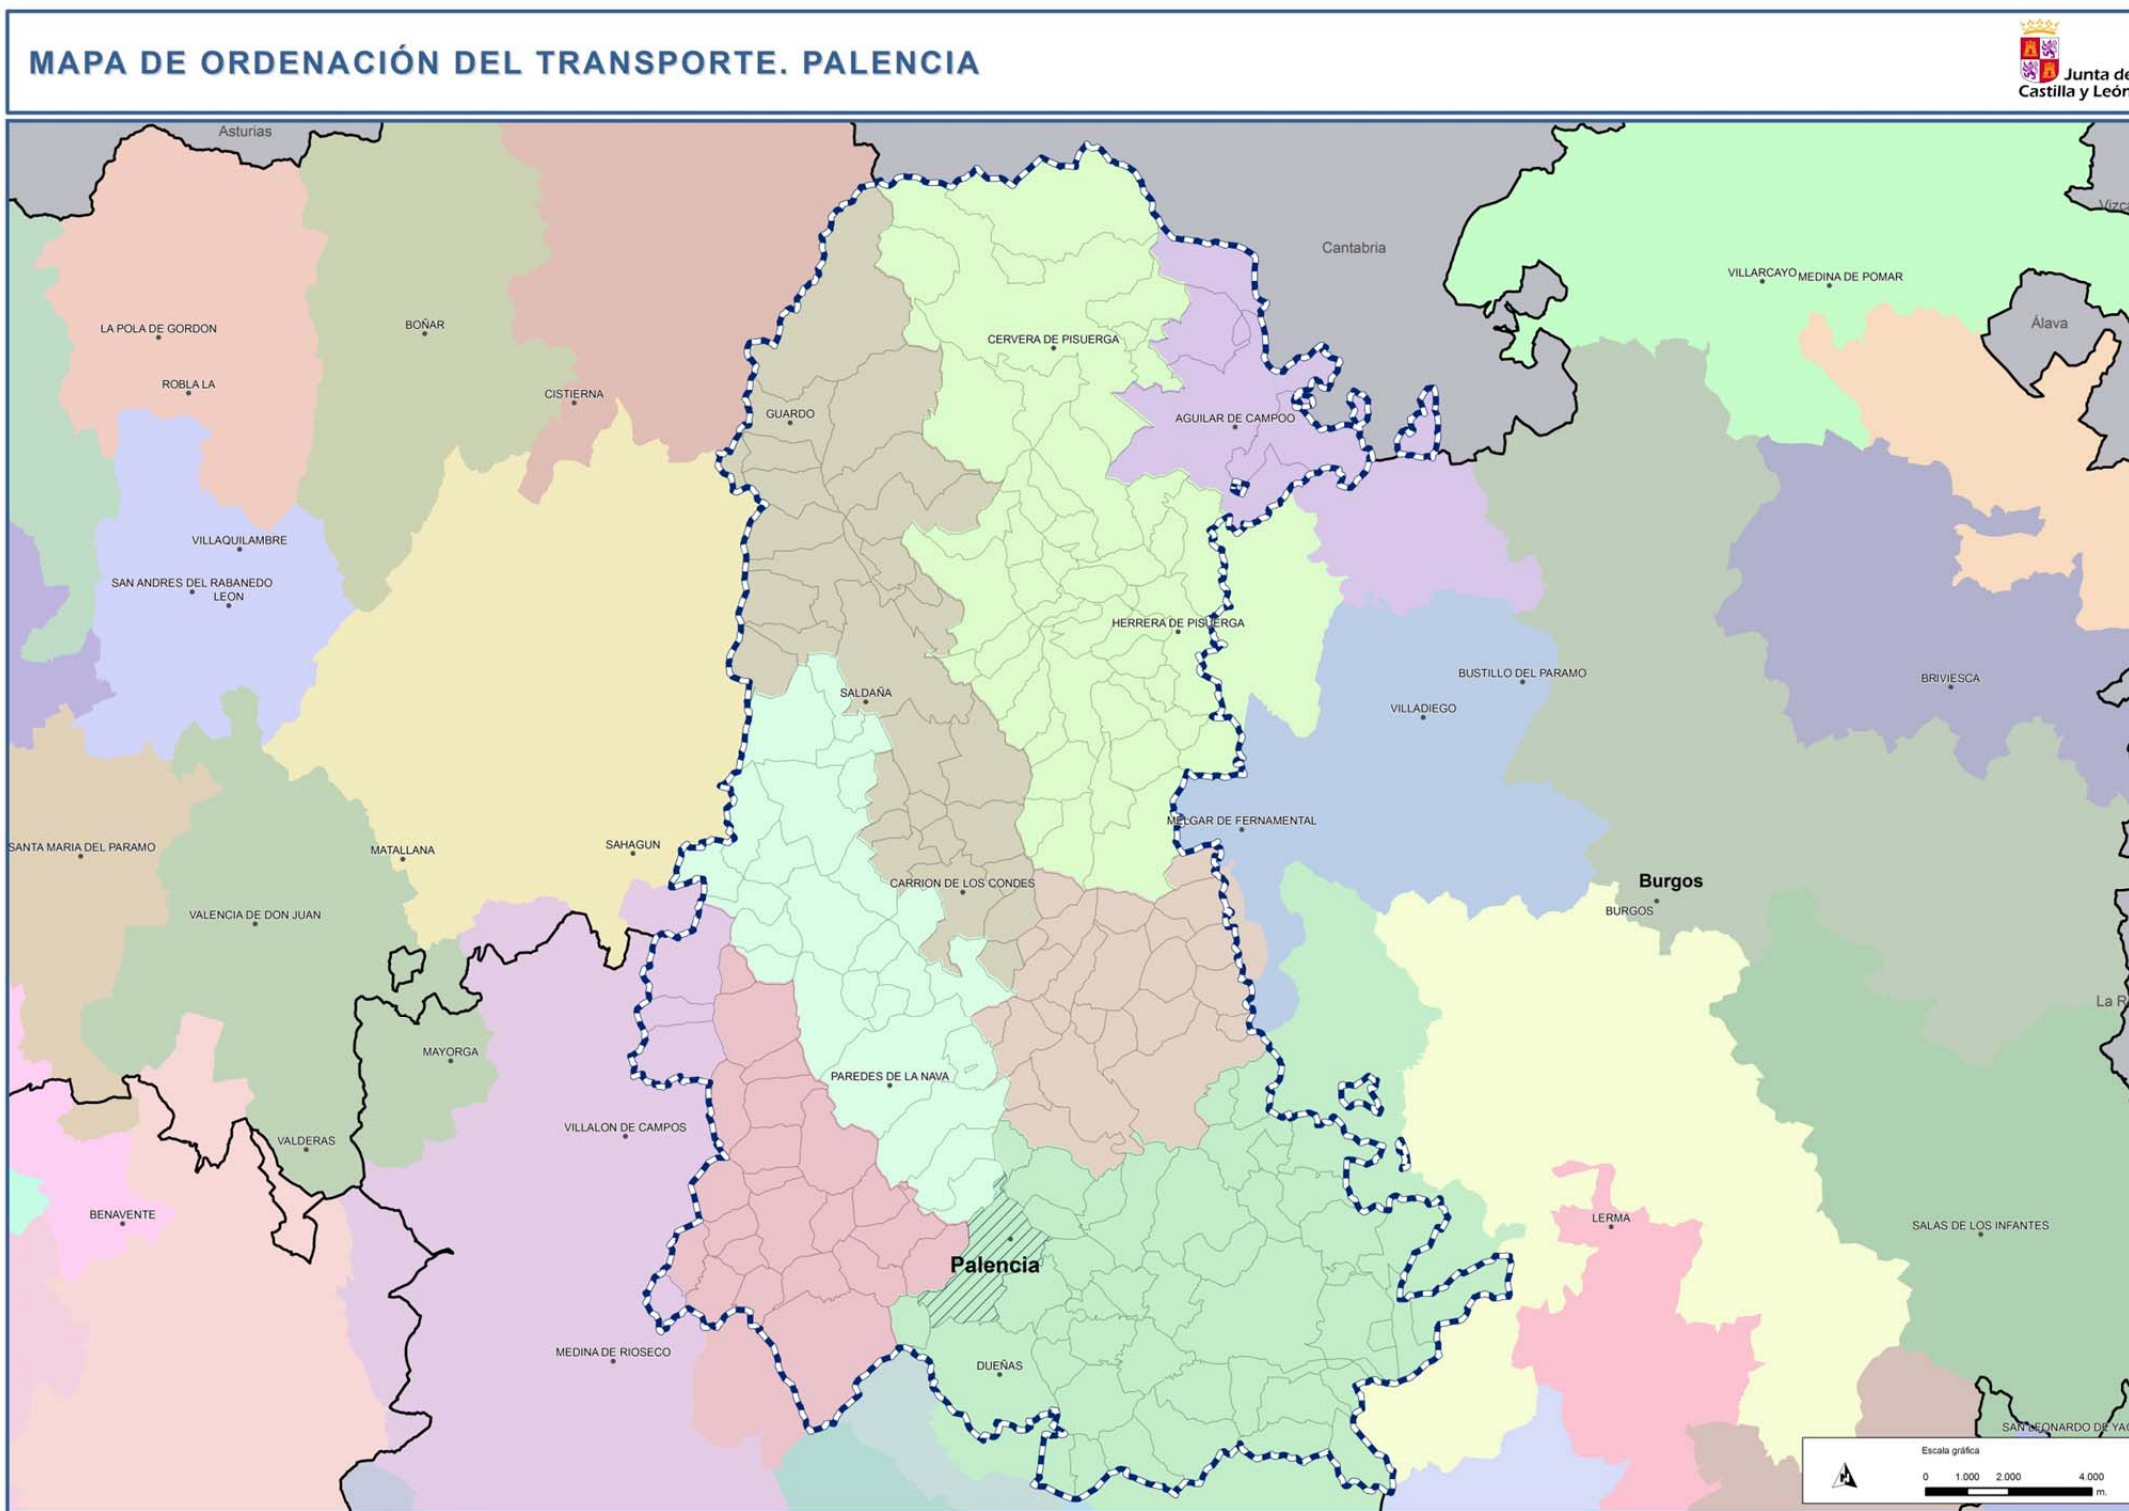 MAPA DE ORDENACIÓN DEL TRANSPORTE. PALENCIA
Junta de
Castilla y León
Asturias
Cantabria
Álava
VILLARCAYO
MEDINA DE POMAR
LA POLA DE GORDON
BOÑAR
CERVERA DE PISUERGA
ROBLA LA
CISTIERNA
GUARDO
AGUILAR DE CAMPOO
VILLAQUILAMBRE
SAN ANDRES DEL RABANEDO
LEON
HERRERA DE PISUERGA
BUSTILLO DEL PARAMO
BRIVIESCA
SALDAÑA
VILLADIEGO
MELGAR DE FERNAMENTAL
SANTA MARIA DEL PARAMO
MATALLANA
SAHAGUN
CARRION DE LOS CONDES
Burgos
BURGOS
VALENCIA DE DON JUAN
La R
MAYORGA
PAREDES DE LA NAVA
VILLALON DE CAMPOS
VALDERAS
BENAVENTE
LERMA
SALAS DE LOS INFANTES
Palencia
MEDINA DE RIOSECO
DUEÑAS
SAN LEONARDO DE YAG
Escala gráfica
0 1.000 2.000 4.000
m.